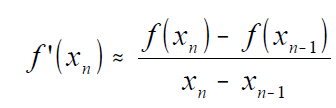 f'(xₙ) ≈ (f(xₙ) − f(xₙ₋₁)) / (xₙ − xₙ₋₁)